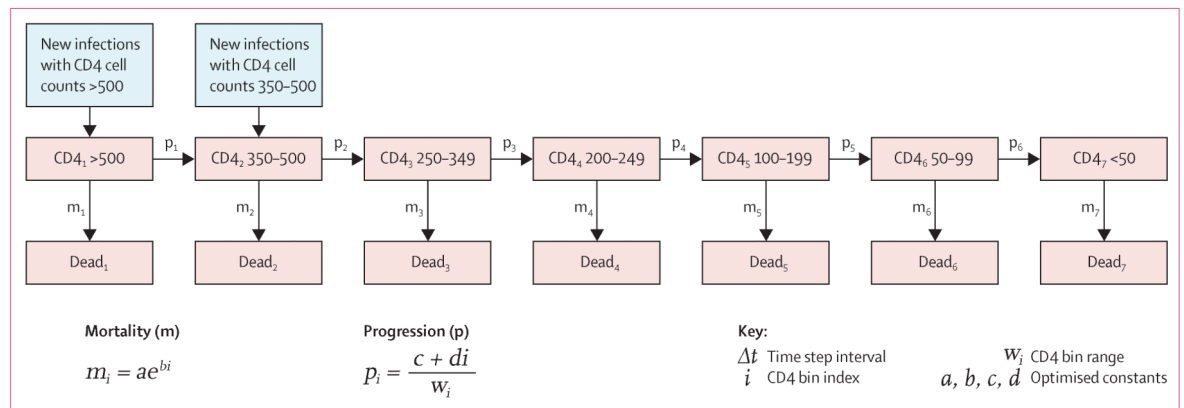 New infections
with CD4 cell
counts >500
New infections
with CD4 cell
counts 350–500
CD4₁ >500
p₁
CD4₂ 350–500
p₂
CD4₃ 250–349
p₃
CD4₄ 200–249
p₄
CD4₅ 100–199
p₅
CD4₆ 50–99
p₆
CD4₇ <50
m₁
m₂
m₃
m₄
m₅
m₆
m₇
Dead₁
Dead₂
Dead₃
Dead₄
Dead₅
Dead₆
Dead₇
Mortality (m)
mᵢ = ae^{bi}
Progression (p)
pᵢ = \frac{c + di}{wᵢ}
Key:
Δt Time step interval
i CD4 bin index
wᵢ CD4 bin range
a, b, c, d Optimised constants